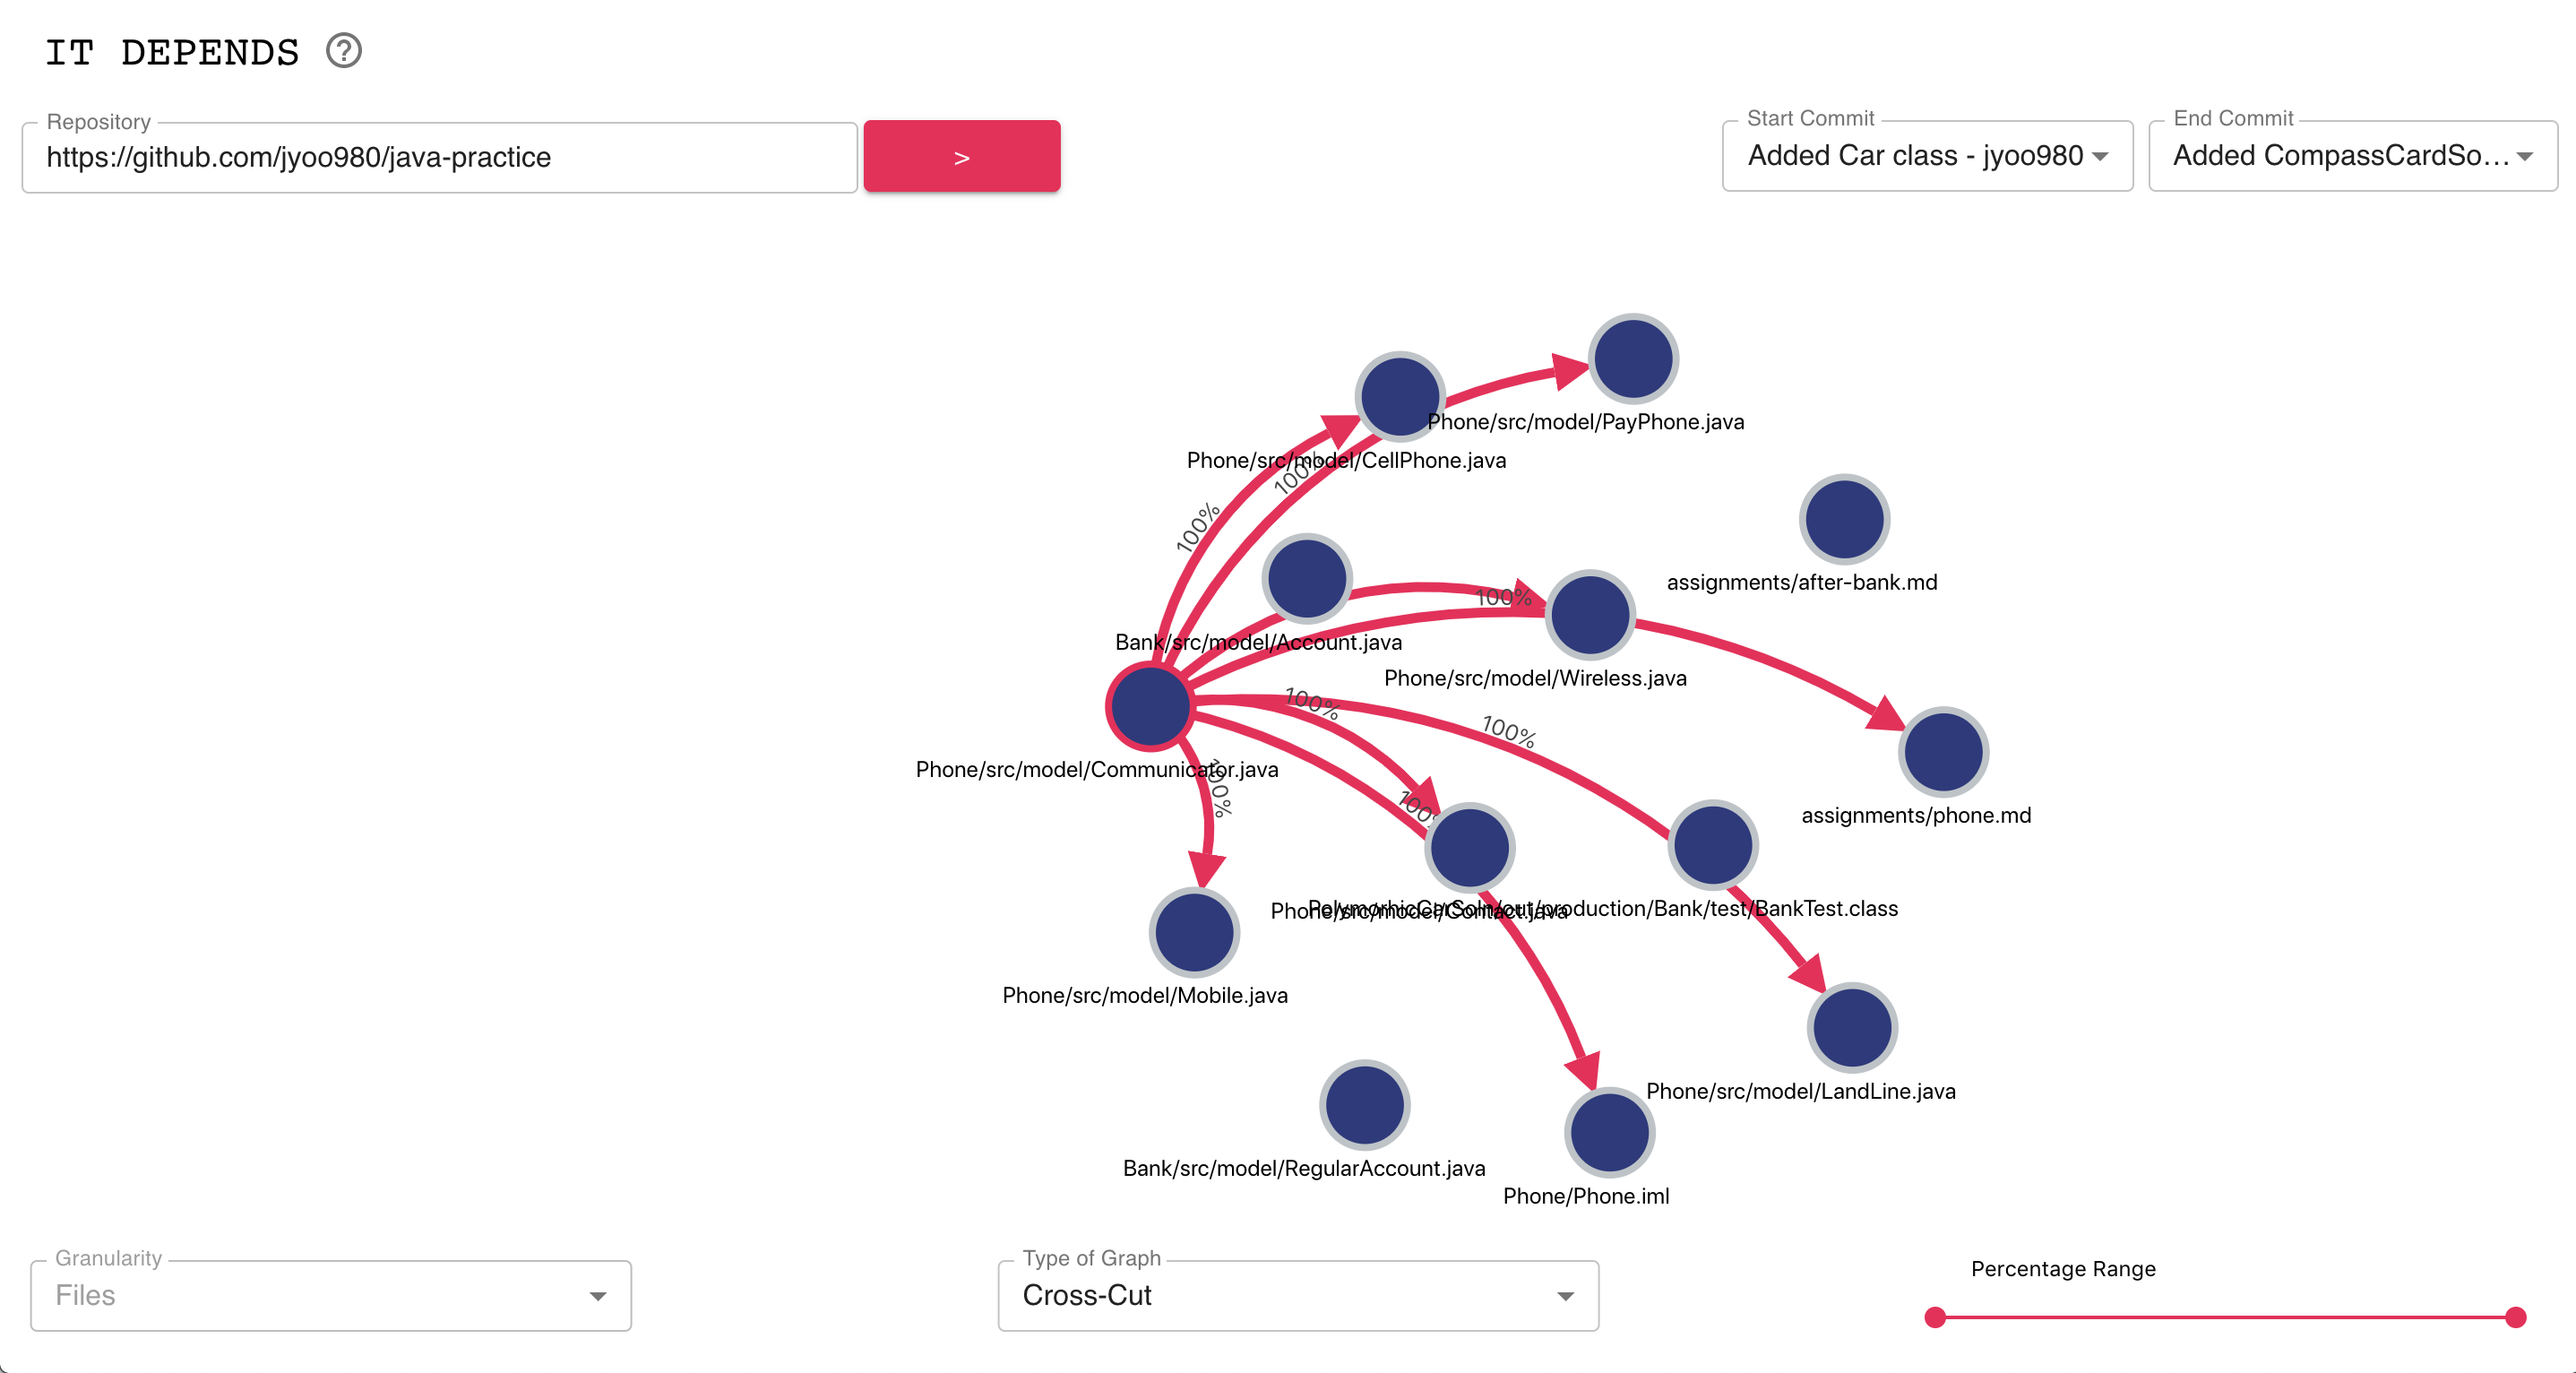 IT DEPENDS ?
Repository
https://github.com/jyoo980/java-practice
>
Start Commit
Added Car class - jyoo980
End Commit
Added CompassCardSo...
Phone/src/model/PayPhone.java
Phone/src/model/CellPhone.java
100%
100%
assignments/after-bank.md
100%
Bank/src/model/Account.java
Phone/src/model/Wireless.java
100%
100%
Phone/src/model/Communicator.java
100%
100%
assignments/phone.md
Phone/src/model/Contact.java
PolymorhicCarSoln/out/production/Bank/test/BankTest.class
Phone/src/model/Mobile.java
Phone/src/model/LandLine.java
Bank/src/model/RegularAccount.java
Phone/Phone.iml
Granularity
Files
Type of Graph
Cross-Cut
Percentage Range